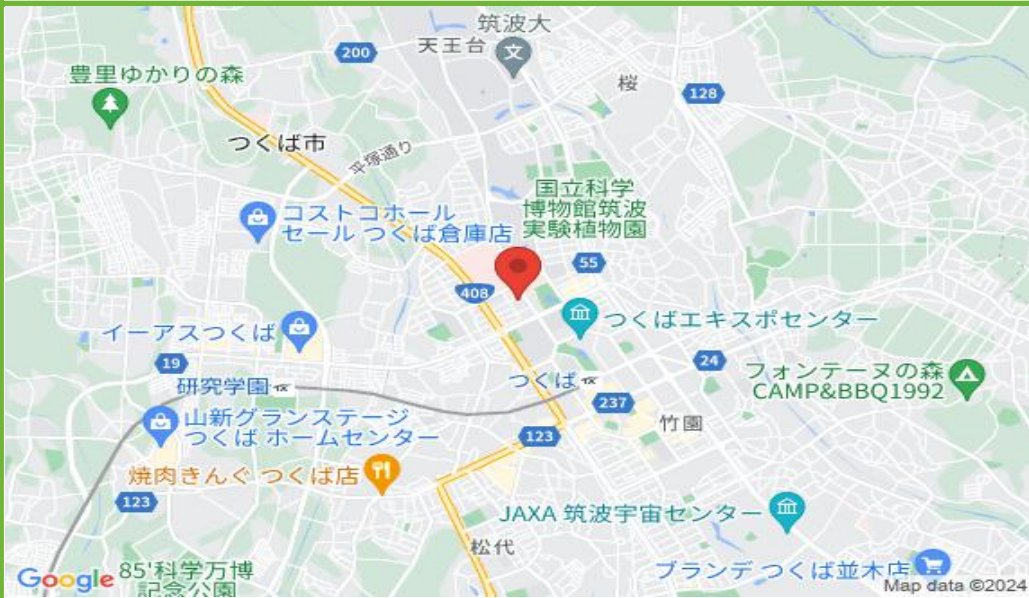 筑波大
天王台
文
200
豊里ゆかりの森
桜
128
つくば市
平塚通り
国立科学
博物館筑波
実験植物園
コストコホール
セール つくば倉庫店
55
408
つくばエキスポセンター
イーアスつくば
19
24
研究学園 駅
つくば 駅
フォンテーヌの森
CAMP&BBQ1992
237
山新グランステージ
つくば ホームセンター
竹園
123
焼肉きんぐ つくば店
123
JAXA 筑波宇宙センター
松代
Google
85'科学万博
記念公園
ブランデ つくば並木店
Map data ©2024